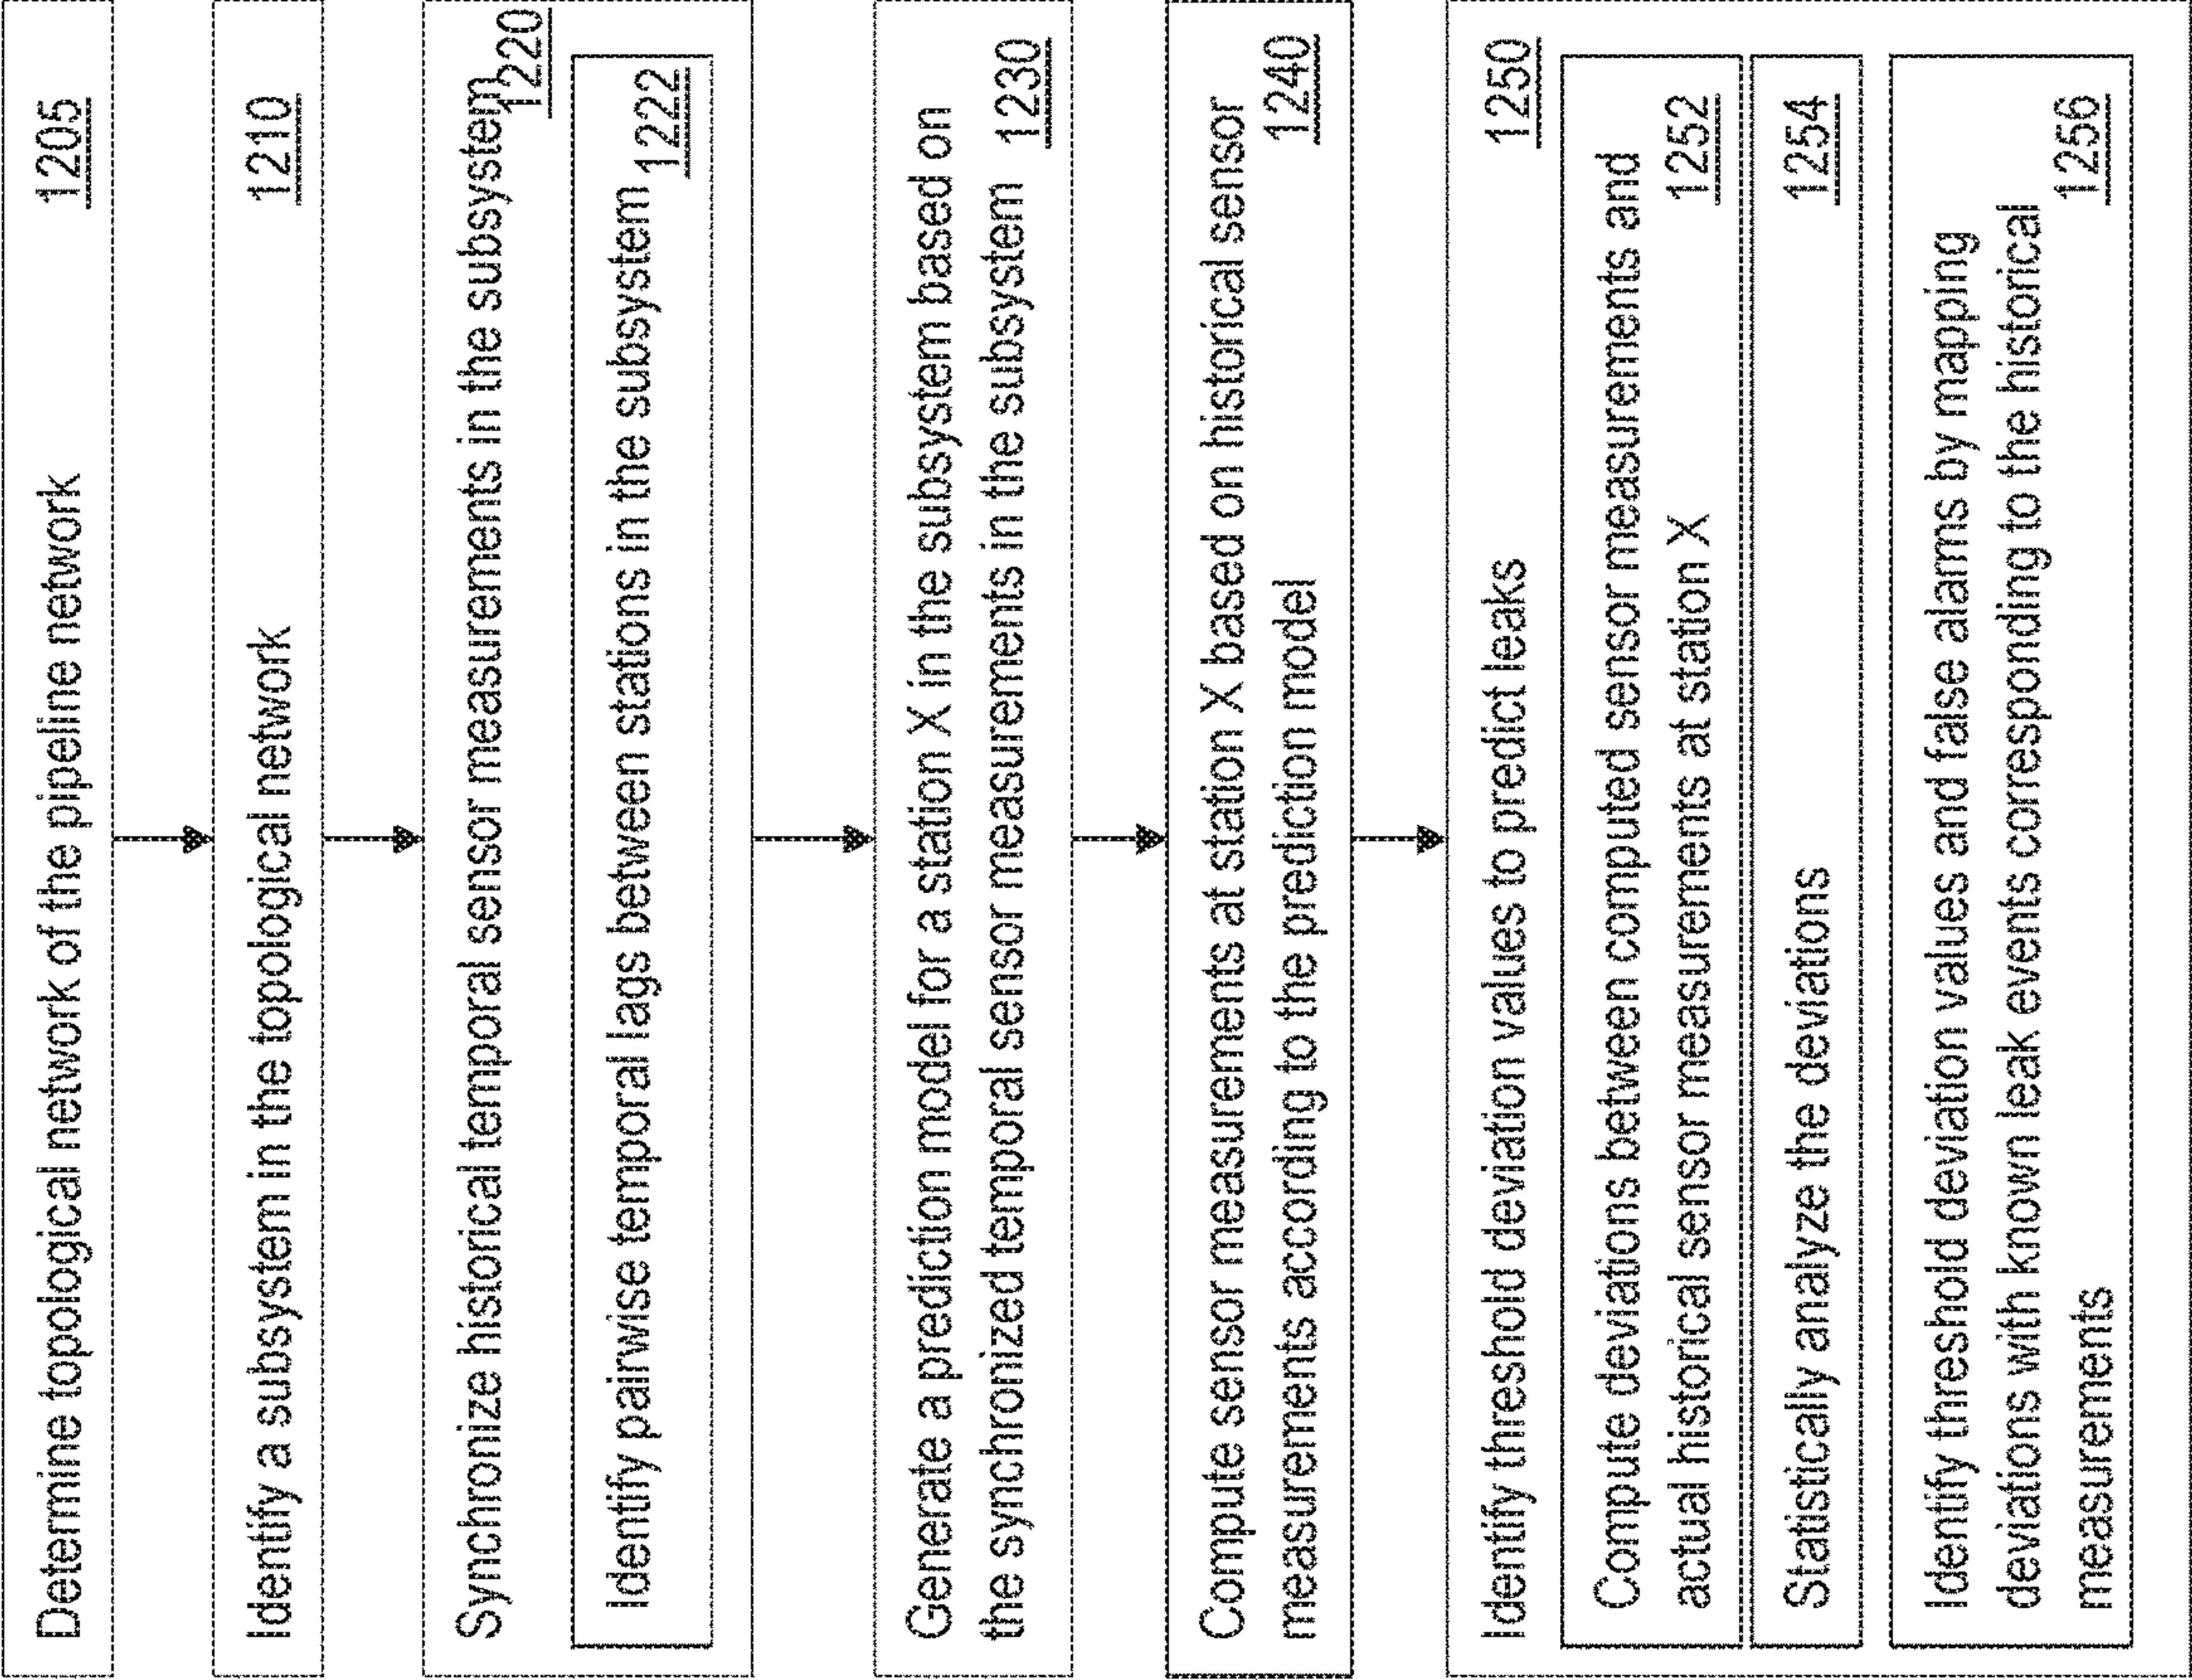 Determine topological network of the pipeline network 1205
Identify a subsystem in the topological network 1210
Synchronize historical temporal sensor measurements in the subsystem
1220
Identify pairwise temporal lags between stations in the subsystem
1222
Generate a prediction model for a station X in the subsystem based on
the synchronized temporal sensor measurements in the subsystem 1230
Compute sensor measurements at station X based on historical sensor
measurements according to the prediction model 1240
Identify threshold deviation values to predict leaks 1250
Compute deviations between computed sensor measurements and
actual historical sensor measurements at station X 1252
Statistically analyze the deviations 1254
Identify threshold deviation values and false alarms by mapping
deviations with known leak events corresponding to the historical
measurements 1256